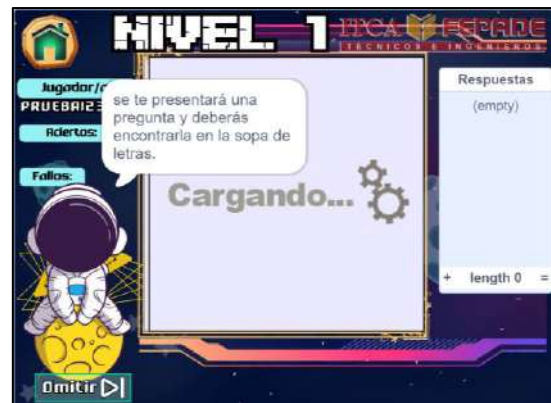 NIVEL 1
ITCA FEPADE
TÉCNICOS E INGENIEROS
Jugador/
PRUEBA123
Aciertos:
Fallos:
se te presentará una
pregunta y deberás
encontrarla en la sopa de
letras.
Cargando...
Respuestas
(empty)
+ length 0 =
Omitir